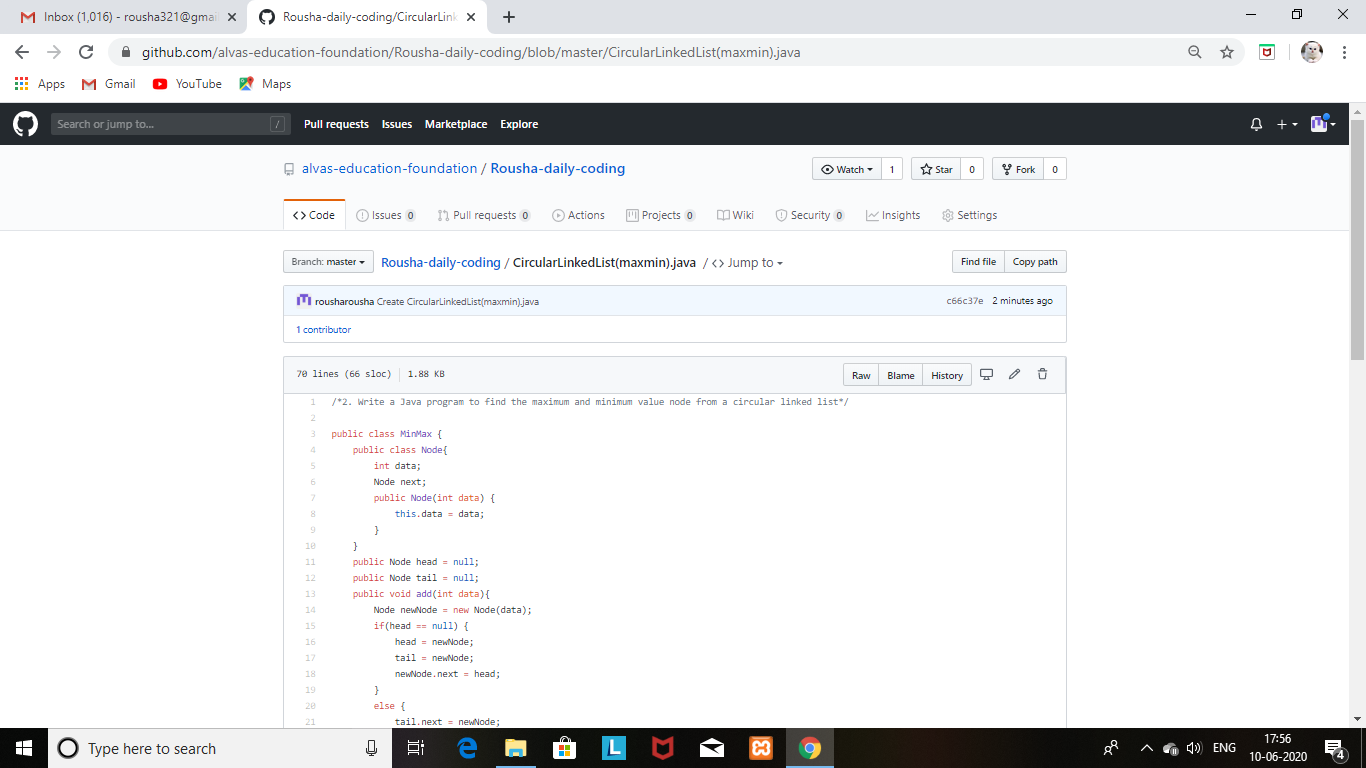 Inbox (1,016) - rousha321@gmai
Rousha-daily-coding/CircularLink
github.com/alvas-education-foundation/Rousha-daily-coding/blob/master/CircularLinkedList(maxmin).java
Apps Gmail YouTube Maps
Search or jump to... /
Pull requests Issues Marketplace Explore
alvas-education-foundation / Rousha-daily-coding
Watch 1 Star 0 Fork 0
Code Issues 0 Pull requests 0 Actions Projects 0 Wiki Security 0 Insights Settings
Branch: master Rousha-daily-coding / CircularLinkedList(maxmin).java / <> Jump to
Find file Copy path
rousharousha Create CircularLinkedList(maxmin).java c66c37e 2 minutes ago
1 contributor
70 lines (66 sloc) 1.88 KB Raw Blame History
1 /*2. Write a Java program to find the maximum and minimum value node from a circular linked list*/
2
3 public class MinMax {
4 public class Node{
5 int data;
6 Node next;
7 public Node(int data) {
8 this.data = data;
9 }
10 }
11 public Node head = null;
12 public Node tail = null;
13 public void add(int data){
14 Node newNode = new Node(data);
15 if(head == null) {
16 head = newNode;
17 tail = newNode;
18 newNode.next = head;
19 }
20 else {
21 tail.next = newNode;
Type here to search
ENG
17:56
10-06-2020
4